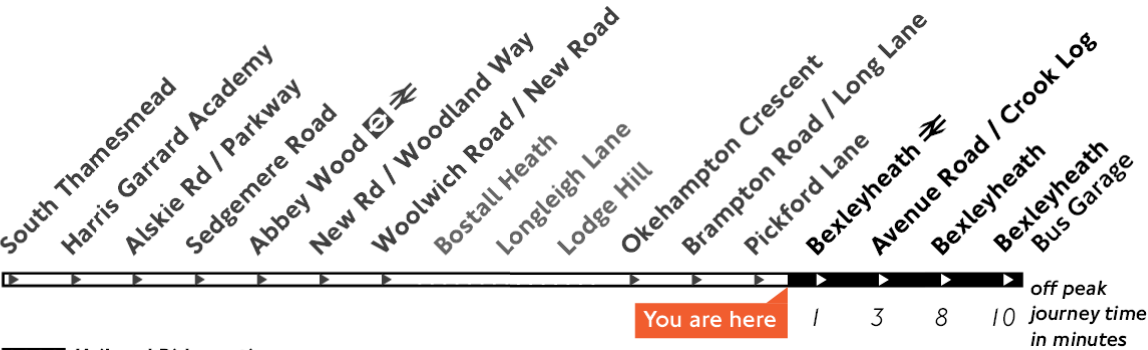 South Thamesmead
Harris Garrard Academy
Alskie Rd / Parkway
Sedgemere Road
Abbey Wood
New Rd / Woodland Way
Woolwich Road / New Road
Bostall Heath
Longleigh Lane
Lodge Hill
Okehampton Crescent
Brampton Road / Long Lane
Pickford Lane
Bexleyheath
Avenue Road / Crook Log
Bexleyheath
Bexleyheath
Bus Garage
You are here
1 3 8 10
off peak
journey time
in minutes